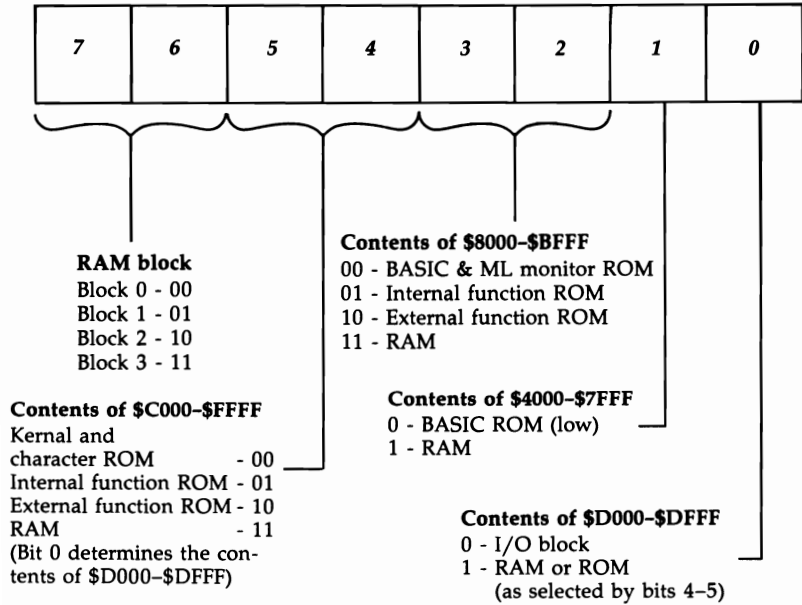 7 6 5 4 3 2 1 0
RAM block
Block 0 - 00
Block 1 - 01
Block 2 - 10
Block 3 - 11
Contents of $8000–$BFFF
00 - BASIC & ML monitor ROM
01 - Internal function ROM
10 - External function ROM
11 - RAM
Contents of $C000–$FFFF
Kernal and
character ROM - 00
Internal function ROM - 01
External function ROM - 10
RAM - 11
(Bit 0 determines the con-
tents of $D000–$DFFF)
Contents of $4000–$7FFF
0 - BASIC ROM (low)
1 - RAM
Contents of $D000–$DFFF
0 - I/O block
1 - RAM or ROM
(as selected by bits 4–5)